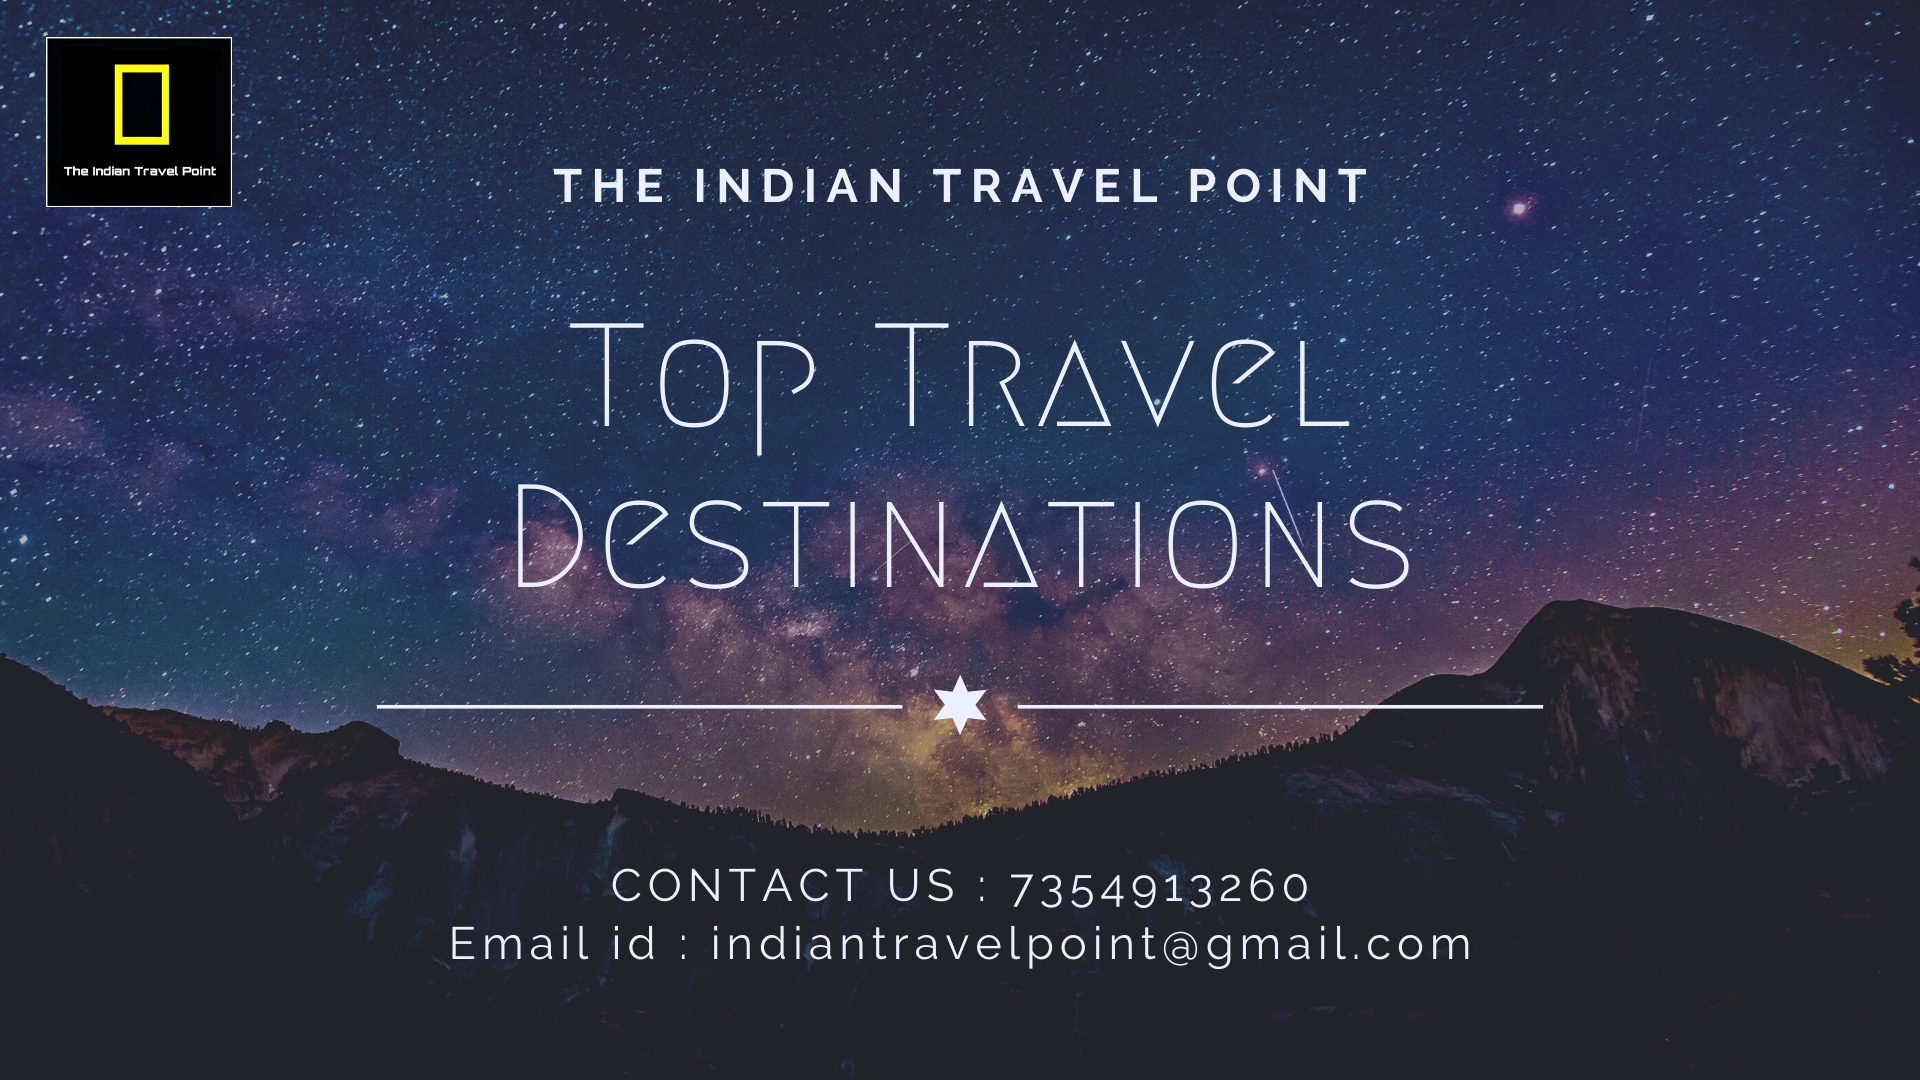 The Indian Travel Point
THE INDIAN TRAVEL POINT
Top Travel
Destinations
CONTACT US : 7354913260
Email id : indiantravelpoint@gmail.com